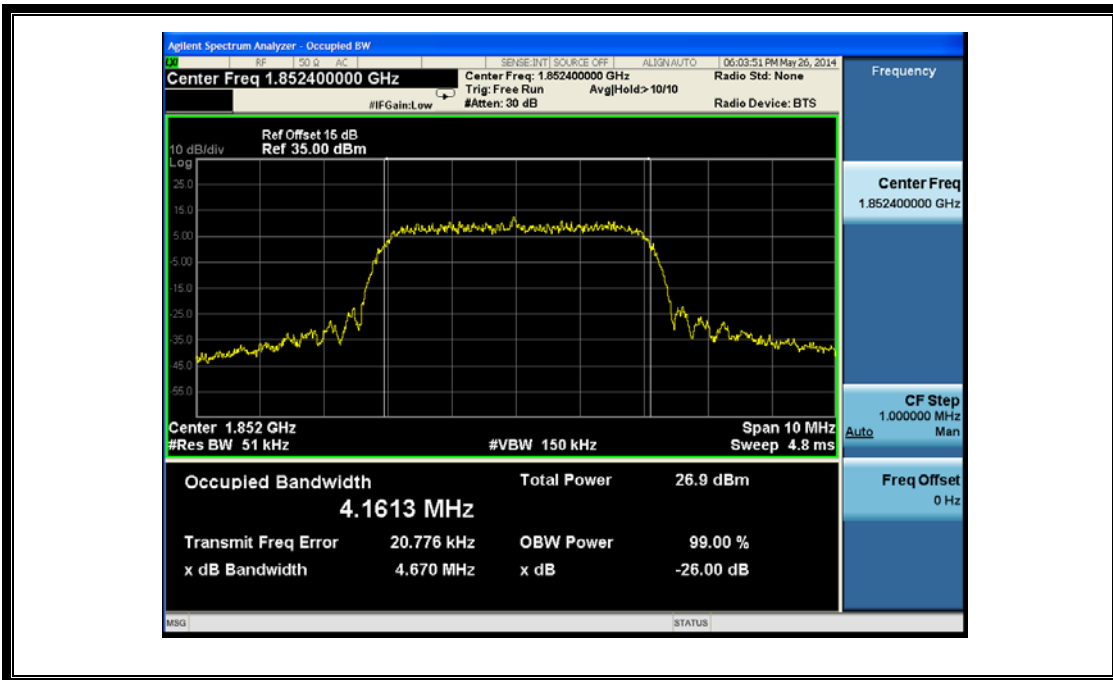 Agilent Spectrum Analyzer - Occupied BW
LXI RF 50 Ω AC SENSE:INT SOURCE OFF ALIGN AUTO 06:03:51 PM May 26, 2014
Center Freq 1.852400000 GHz
Center Freq: 1.852400000 GHz
Radio Std: None
Trig: Free Run Avg|Hold:> 10/10
#IFGain:Low #Atten: 30 dB Radio Device: BTS
Ref Offset 15 dB
10 dB/div Ref 35.00 dBm
Log
25.0
15.0
5.00
-5.00
-15.0
-25.0
-35.0
-45.0
-55.0
Center 1.852 GHz Span 10 MHz
#Res BW 51 kHz #VBW 150 kHz Sweep 4.8 ms
Occupied Bandwidth Total Power 26.9 dBm
4.1613 MHz
Transmit Freq Error 20.776 kHz OBW Power 99.00 %
x dB Bandwidth 4.670 MHz x dB -26.00 dB
MSG STATUS
Frequency
Center Freq
1.852400000 GHz
CF Step
1.000000 MHz
Auto Man
Freq Offset
0 Hz